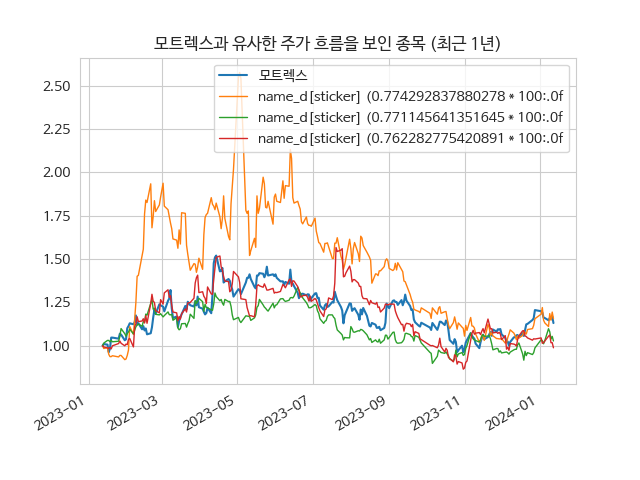 모트렉스과 유사한 주가 흐름을 보인 종목 (최근 1년)
모트렉스
name_d[sticker] (0.774292837880278 * 100:.0f
name_d[sticker] (0.771145641351645 * 100:.0f
name_d[sticker] (0.762282775420891 * 100:.0f
2.50
2.25
2.00
1.75
1.50
1.25
1.00
2023-01
2023-03
2023-05
2023-07
2023-09
2023-11
2024-01